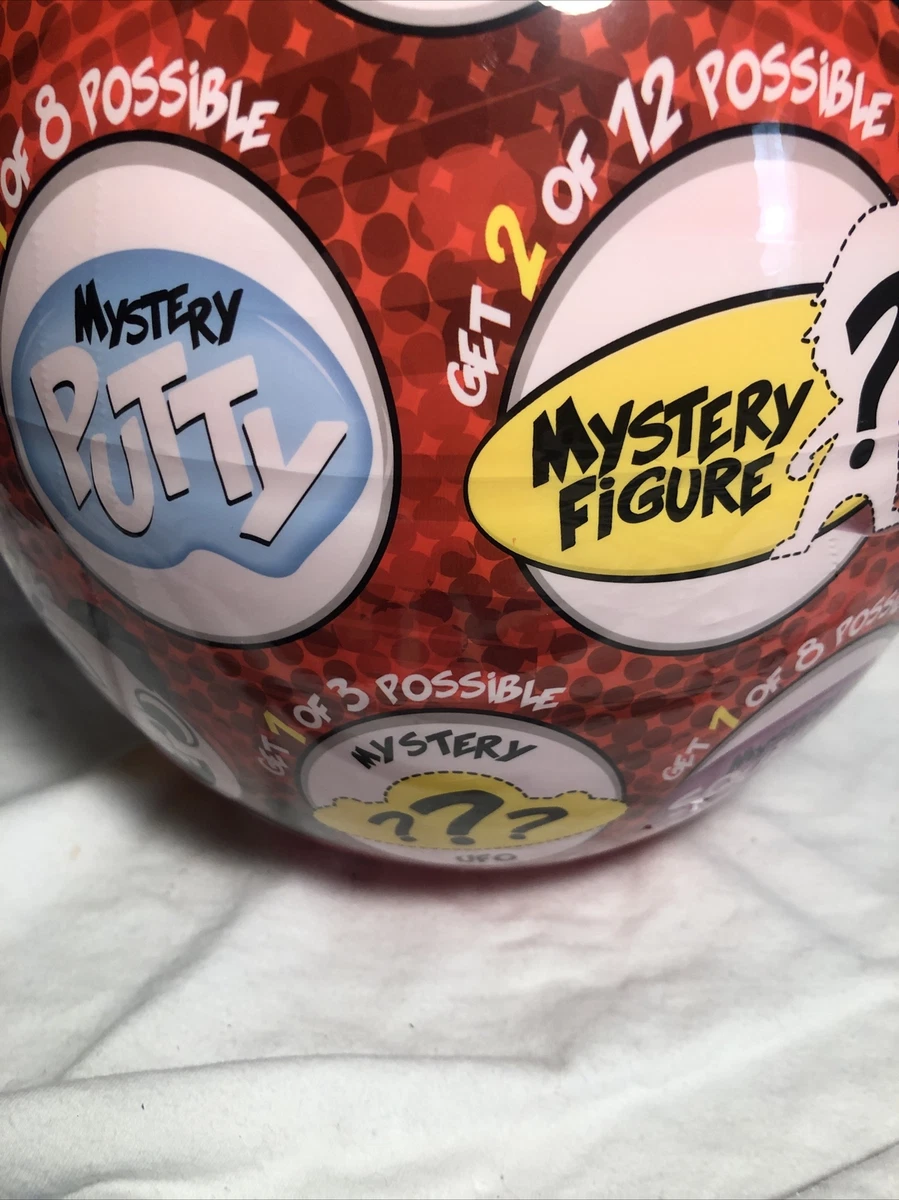 1 OF 8 POSSiBLE
MYSTERY
PUTTY
GET 2 OF 12 POSSiBLE
MYSTERY
FiGURE
?
GET 1 OF 3 POSSiBLE
MYSTERY
???
UFO
GET 1 OF 8 POSS